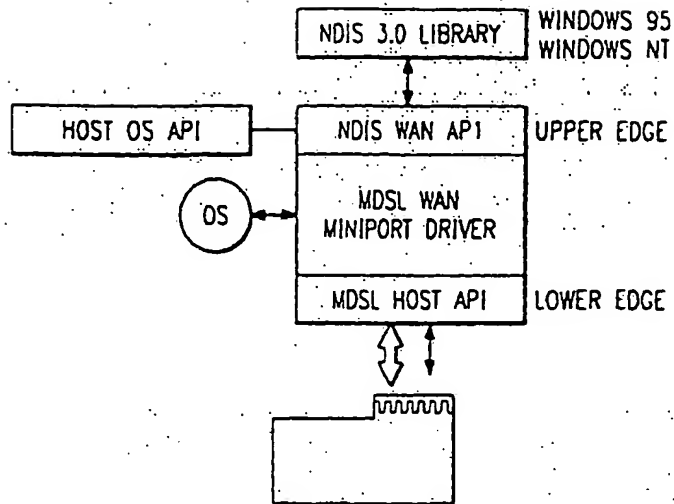 NDIS 3.0 LIBRARY
WINDOWS 95
WINDOWS NT
HOST OS API
NDIS WAN API
UPPER EDGE
OS
MDSL WAN
MINIPORT DRIVER
MDSL HOST API
LOWER EDGE